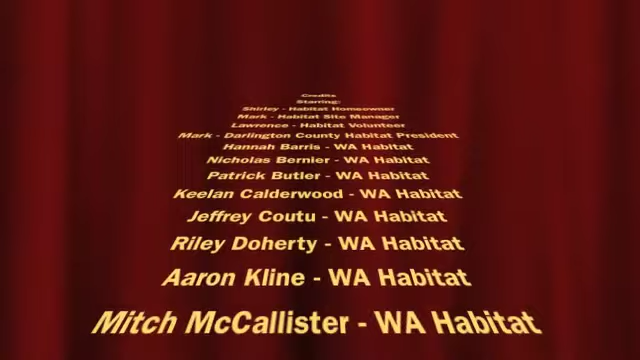 Credits
Starring:
Shirley - Habitat Homeowner
Mark - Habitat Site Manager
Lawrence - Habitat Volunteer
Mark - Darlington County Habitat President
Hannah Barris - WA Habitat
Nicholas Bernier - WA Habitat
Patrick Butler - WA Habitat
Keelan Calderwood - WA Habitat
Jeffrey Coutu - WA Habitat
Riley Doherty - WA Habitat
Aaron Kline - WA Habitat
Mitch McCallister - WA Habitat